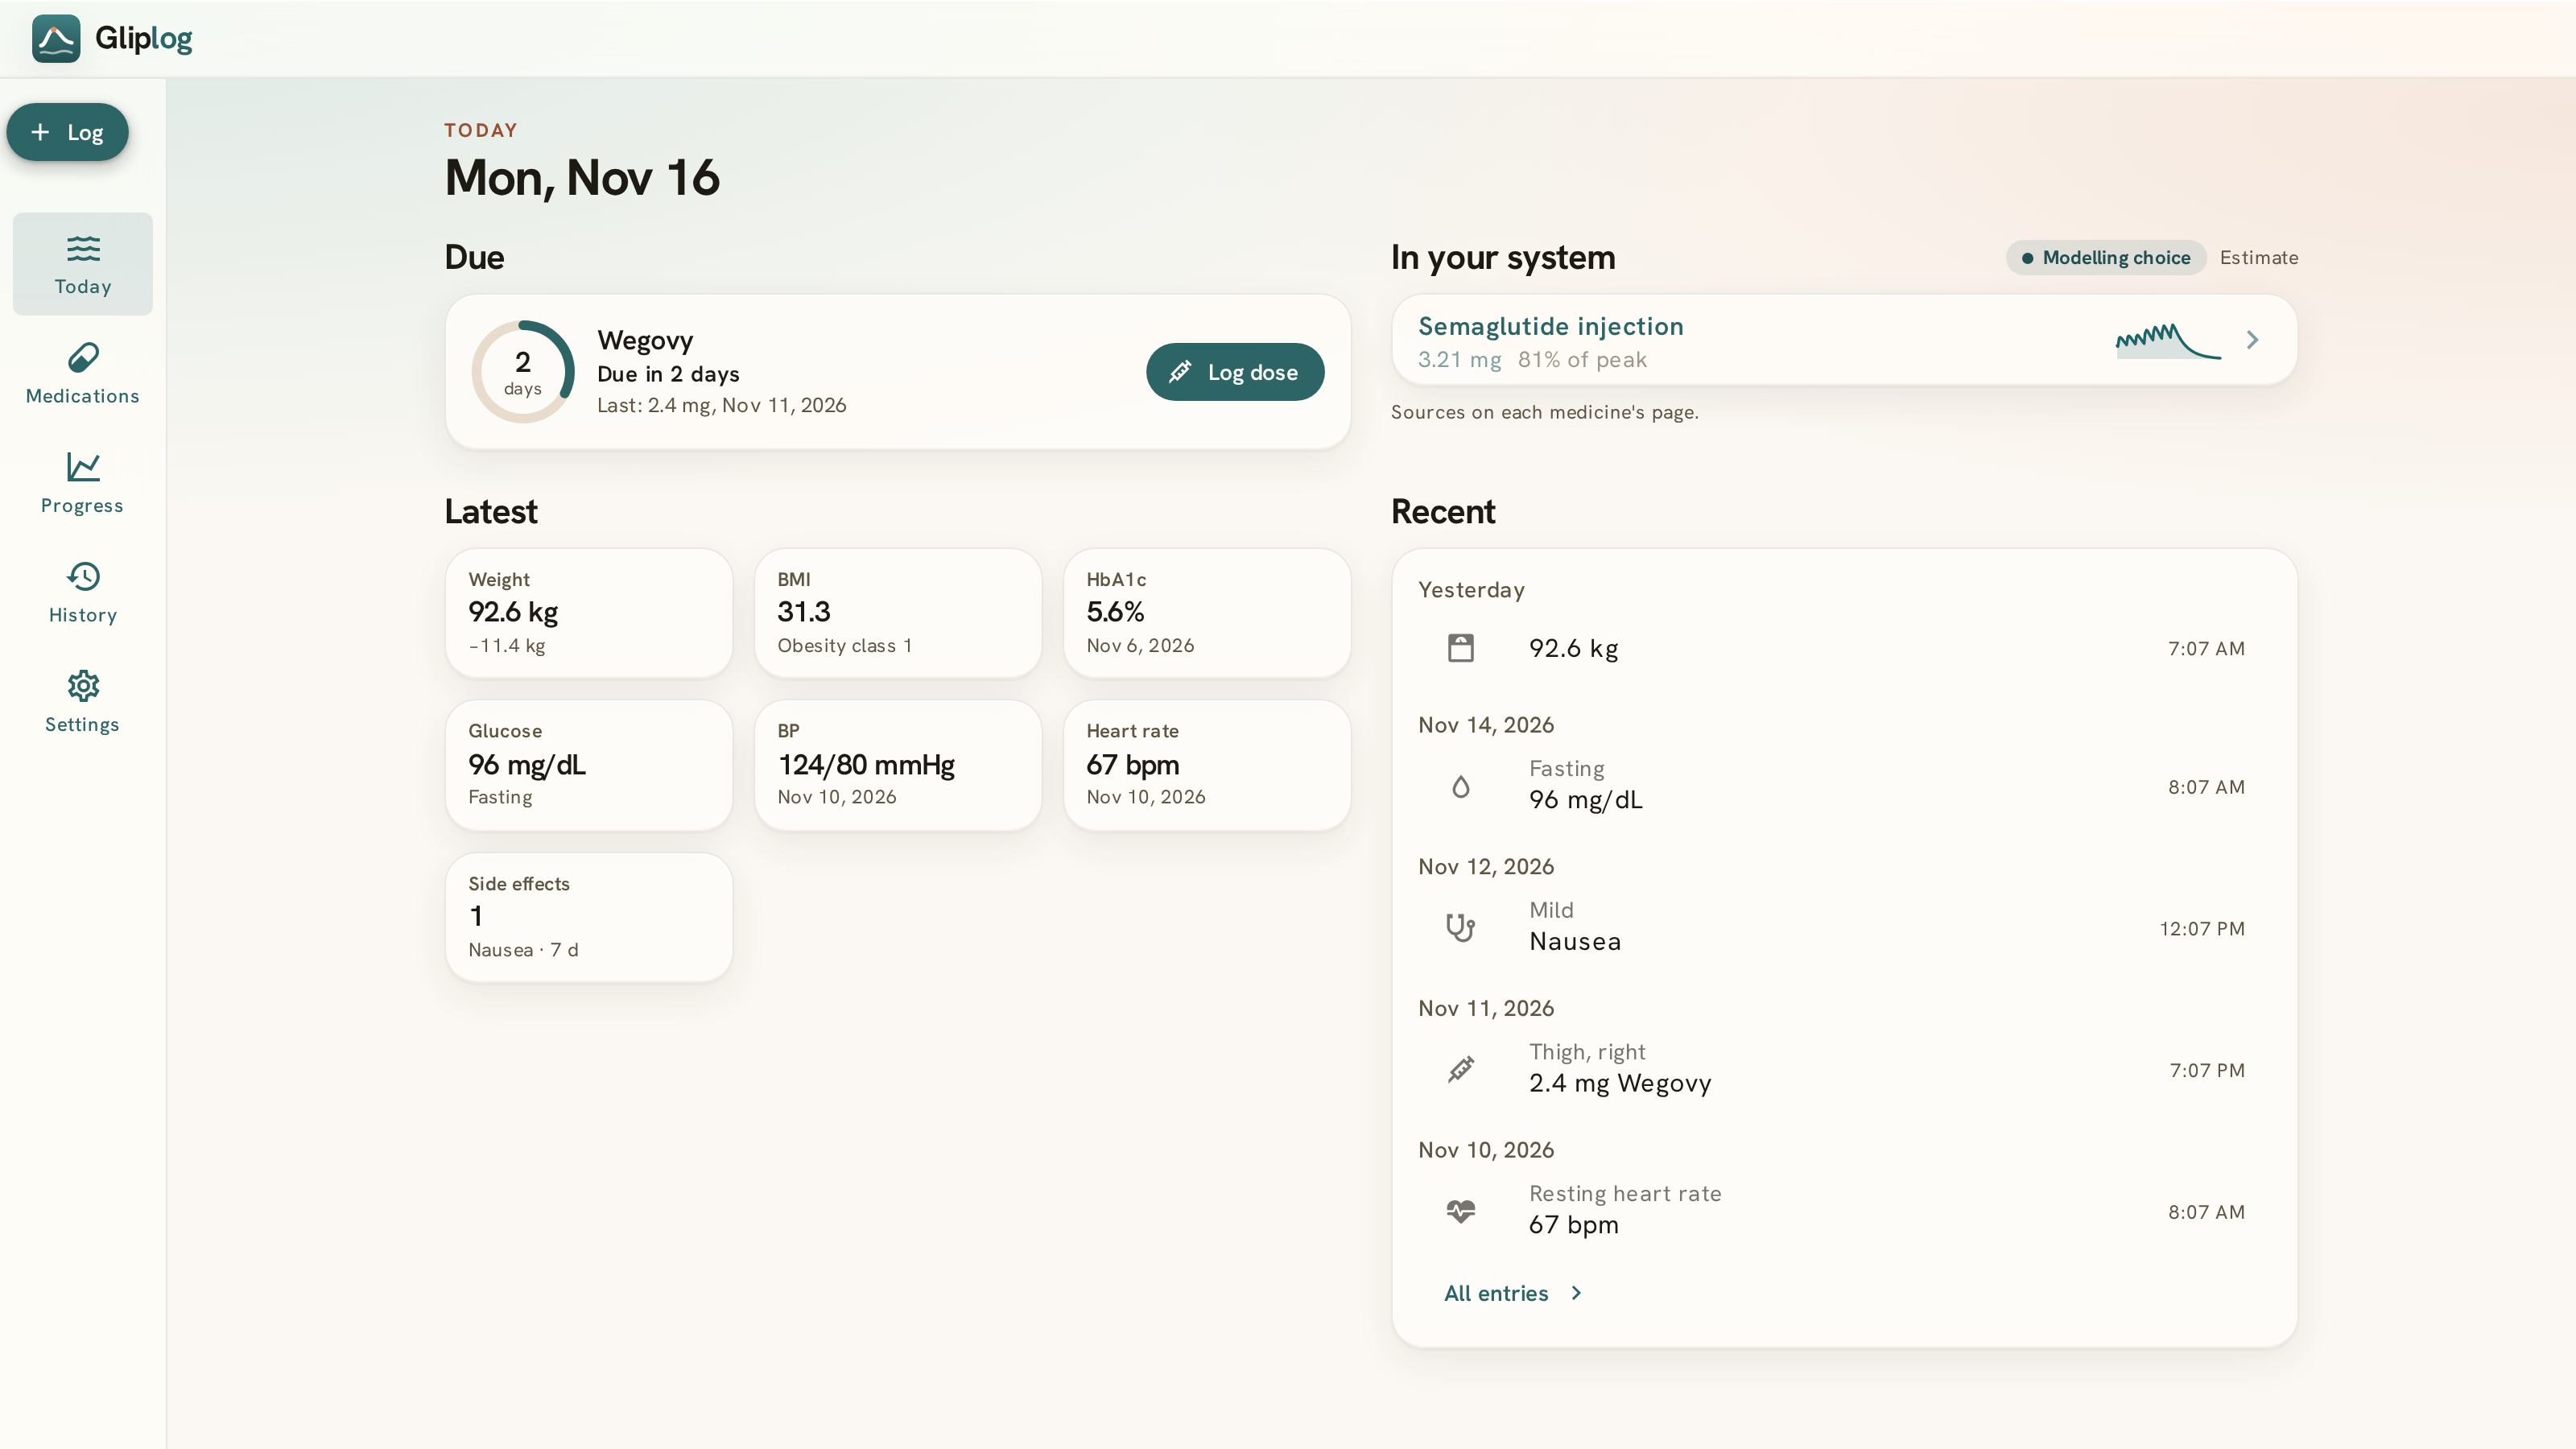 Gliplog
Log
Today
Medications
Progress
History
Settings
TODAY
Mon, Nov 16
Due
2
days
Wegovy
Due in 2 days
Last: 2.4 mg, Nov 11, 2026
Log dose
In your system
Modelling choice
Estimate
Semaglutide injection
3.21 mg 81% of peak
Sources on each medicine's page.
Latest
Weight
92.6 kg
−11.4 kg
BMI
31.3
Obesity class 1
HbA1c
5.6%
Nov 6, 2026
Glucose
96 mg/dL
Fasting
BP
124/80 mmHg
Nov 10, 2026
Heart rate
67 bpm
Nov 10, 2026
Side effects
1
Nausea · 7 d
Recent
Yesterday
92.6 kg
7:07 AM
Nov 14, 2026
Fasting
96 mg/dL
8:07 AM
Nov 12, 2026
Mild
Nausea
12:07 PM
Nov 11, 2026
Thigh, right
2.4 mg Wegovy
7:07 PM
Nov 10, 2026
Resting heart rate
67 bpm
8:07 AM
All entries